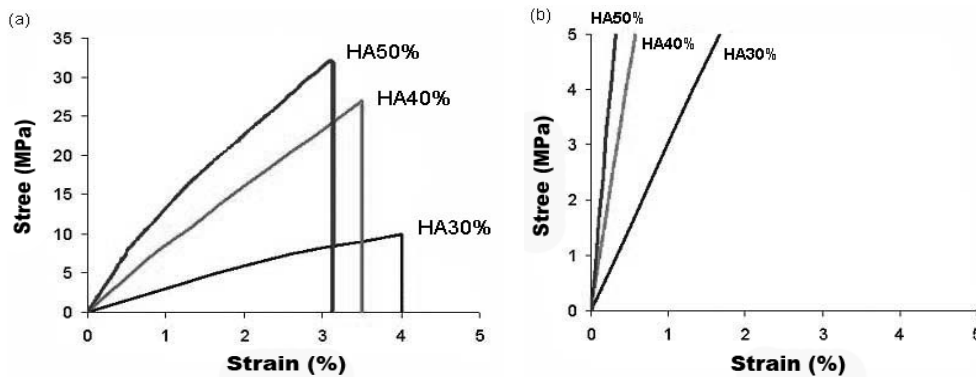 (a)
35
30
25
20
15
10
5
0
Stree (MPa)
HA50%
HA40%
HA30%
0 1 2 3 4 5
Strain (%)
(b)
5
4
3
2
1
0
Stree (MPa)
HA50%
HA40%
HA30%
0 1 2 3 4 5
Strain (%)